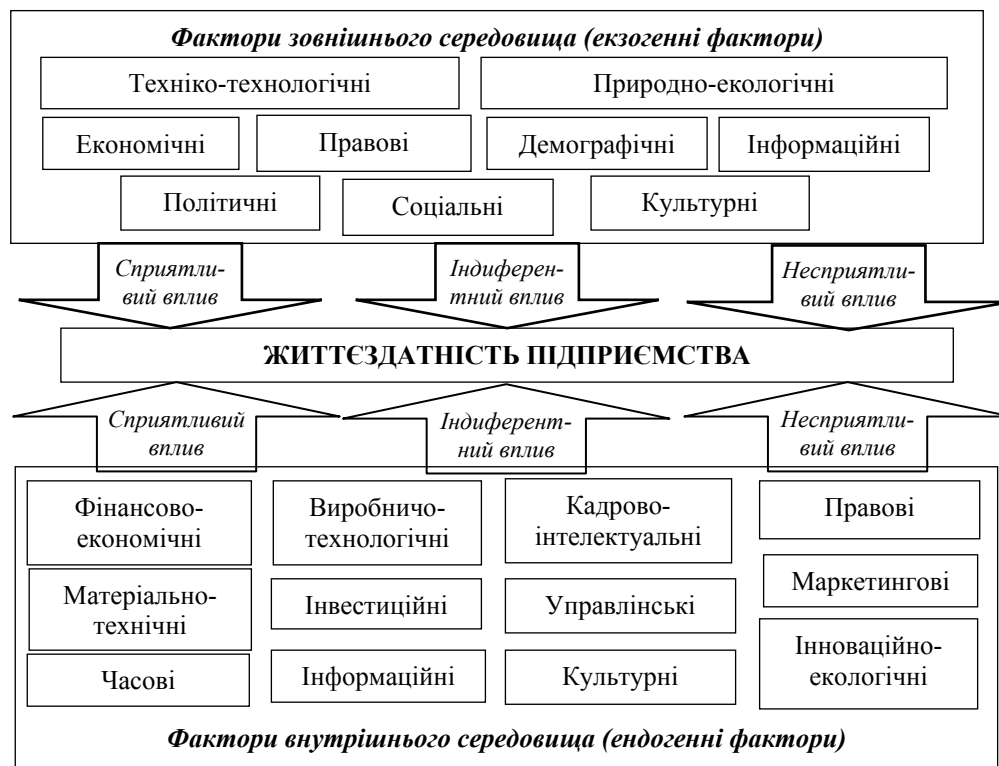 Фактори зовнішнього середовища (екзогенні фактори)
Техніко-технологічні
Природно-екологічні
Економічні
Правові
Демографічні
Інформаційні
Політичні
Соціальні
Культурні
Сприятли-
вий вплив
Індиферен-
тний вплив
Несприятли-
вий вплив
ЖИТТЄЗДАТНІСТЬ ПІДПРИЄМСТВА
Сприятливий
вплив
Індиферент-
ний вплив
Несприятли-
вий вплив
Фінансово-
економічні
Виробничо-
технологічні
Кадрово-
інтелектуальні
Правові
Матеріально-
технічні
Інвестиційні
Управлінські
Маркетингові
Часові
Інформаційні
Культурні
Інноваційно-
екологічні
Фактори внутрішнього середовища (ендогенні фактори)